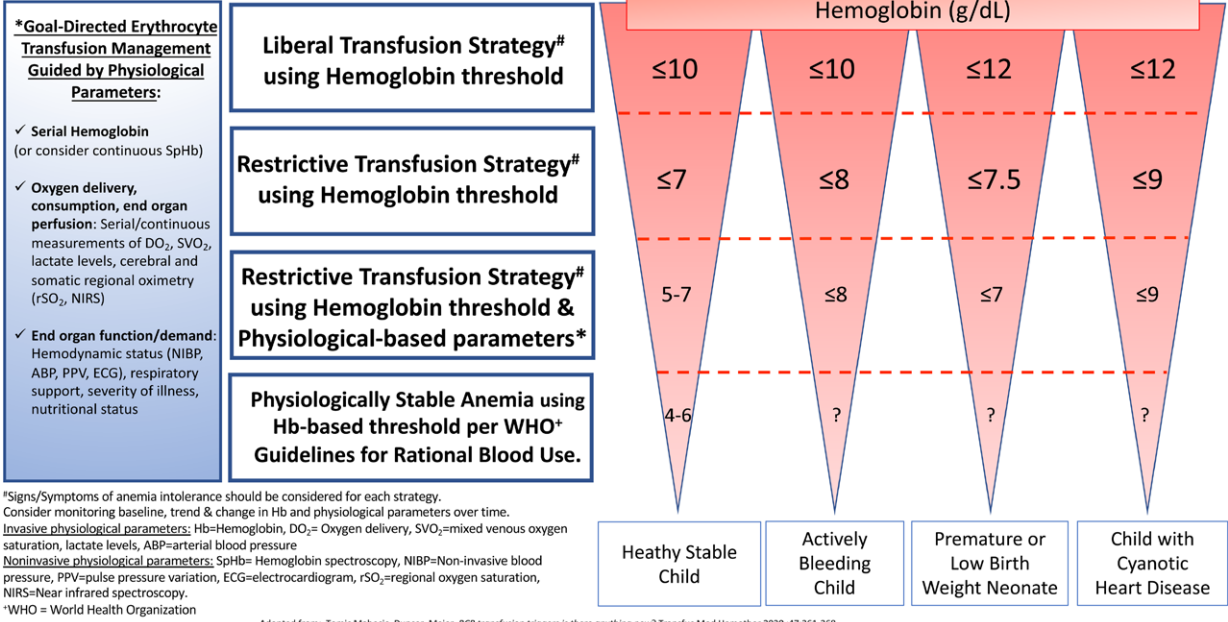 *Goal-Directed Erythrocyte
Transfusion Management
Guided by Physiological
Parameters:
✓ Serial Hemoglobin
(or consider continuous SpHb)
✓ Oxygen delivery,
consumption, end organ
perfusion: Serial/continuous
measurements of DO₂, SVO₂,
lactate levels, cerebral and
somatic regional oximetry
(rSO₂, NIRS)
✓ End organ function/demand:
Hemodynamic status (NIBP,
ABP, PPV, ECG), respiratory
support, severity of illness,
nutritional status
Liberal Transfusion Strategy#
using Hemoglobin threshold
Restrictive Transfusion Strategy#
using Hemoglobin threshold
Restrictive Transfusion Strategy#
using Hemoglobin threshold &
Physiological-based parameters*
Physiologically Stable Anemia using
Hb-based threshold per WHO⁺
Guidelines for Rational Blood Use.
Hemoglobin (g/dL)
≤10 ≤10 ≤12 ≤12
≤7 ≤8 ≤7.5 ≤9
5-7 ≤8 ≤7 ≤9
4-6 ? ? ?
Heathy Stable
Child
Actively
Bleeding
Child
Premature or
Low Birth
Weight Neonate
Child with
Cyanotic
Heart Disease
#Signs/Symptoms of anemia intolerance should be considered for each strategy.
Consider monitoring baseline, trend & change in Hb and physiological parameters over time.
Invasive physiological parameters: Hb=Hemoglobin, DO₂= Oxygen delivery, SVO₂=mixed venous oxygen
saturation, lactate levels, ABP=arterial blood pressure
Noninvasive physiological parameters: SpHb= Hemoglobin spectroscopy, NIBP=Non-invasive blood
pressure, PPV=pulse pressure variation, ECG=electrocardiogram, rSO₂=regional oxygen saturation,
NIRS=Near infrared spectroscopy.
⁺WHO = World Health Organization